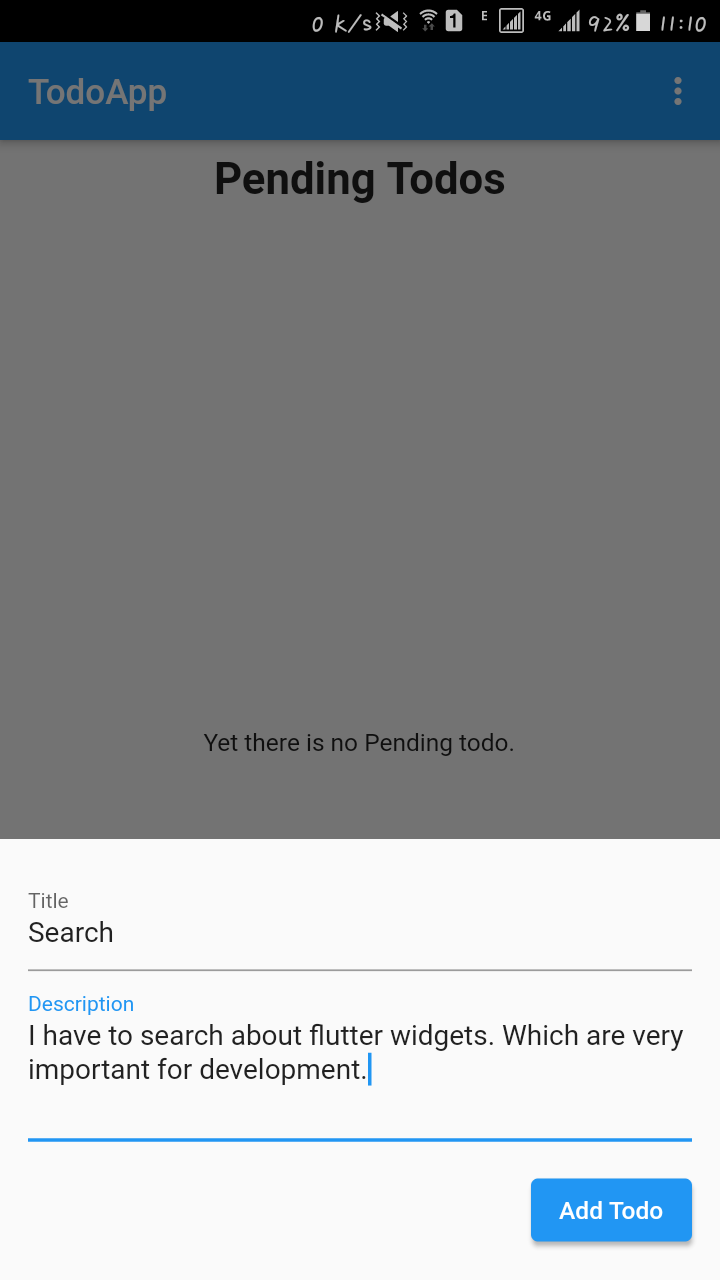 0 k/s 1 E 4G 92% 11:10
TodoApp
Pending Todos
Yet there is no Pending todo.
Title
Search
Description
I have to search about flutter widgets. Which are very
important for development.
Add Todo